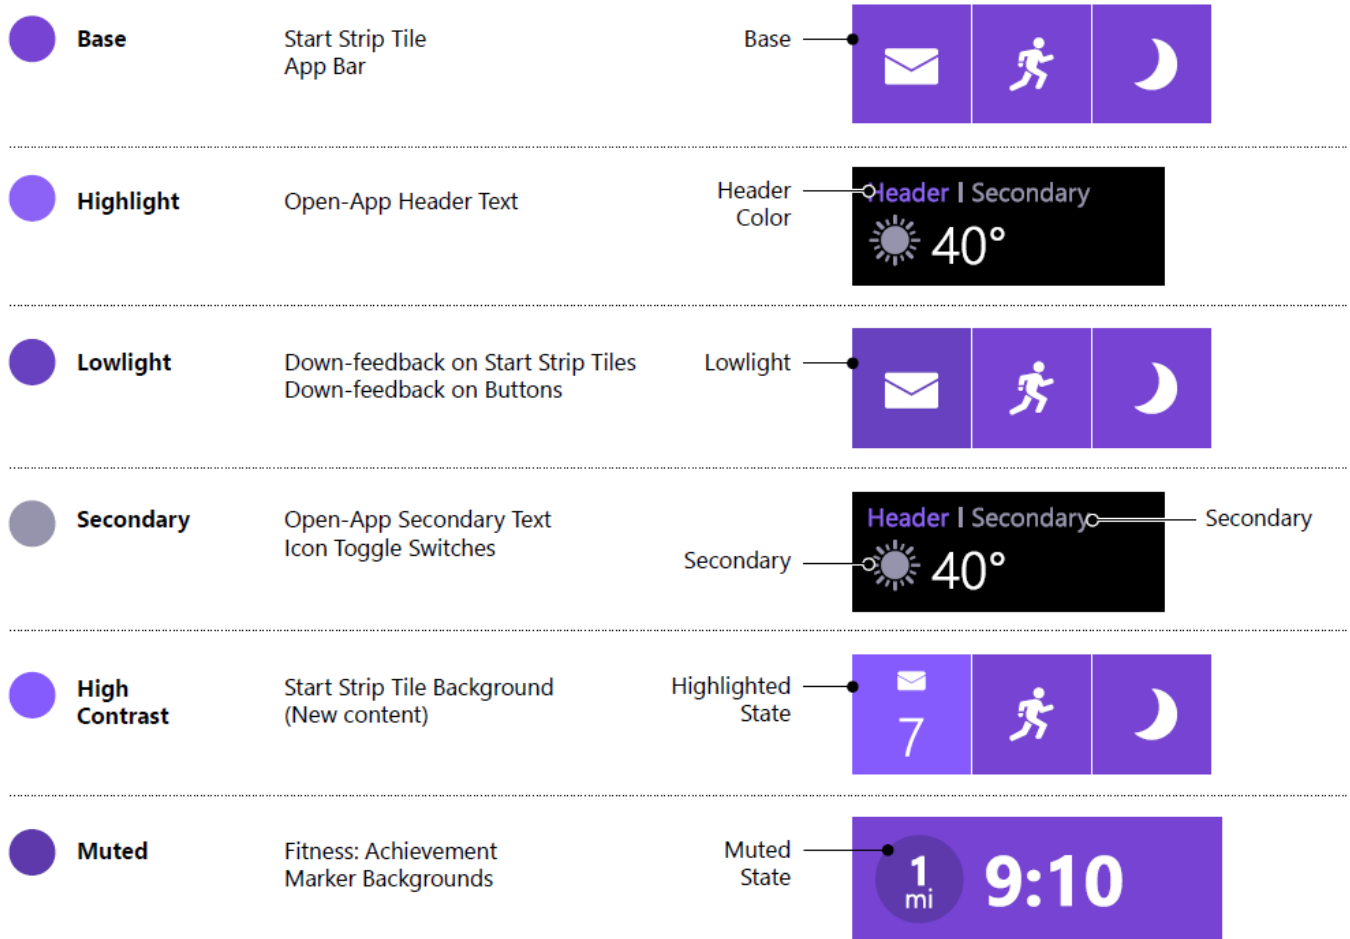 Base
Start Strip Tile
App Bar
Base
Highlight
Open-App Header Text
Header
Color
Header | Secondary
40°
Lowlight
Down-feedback on Start Strip Tiles
Down-feedback on Buttons
Lowlight
Secondary
Open-App Secondary Text
Icon Toggle Switches
Secondary
Header | Secondary
40°
Secondary
High
Contrast
Start Strip Tile Background
(New content)
Highlighted
State
7
Muted
Fitness: Achievement
Marker Backgrounds
Muted
State
1
mi
9:10